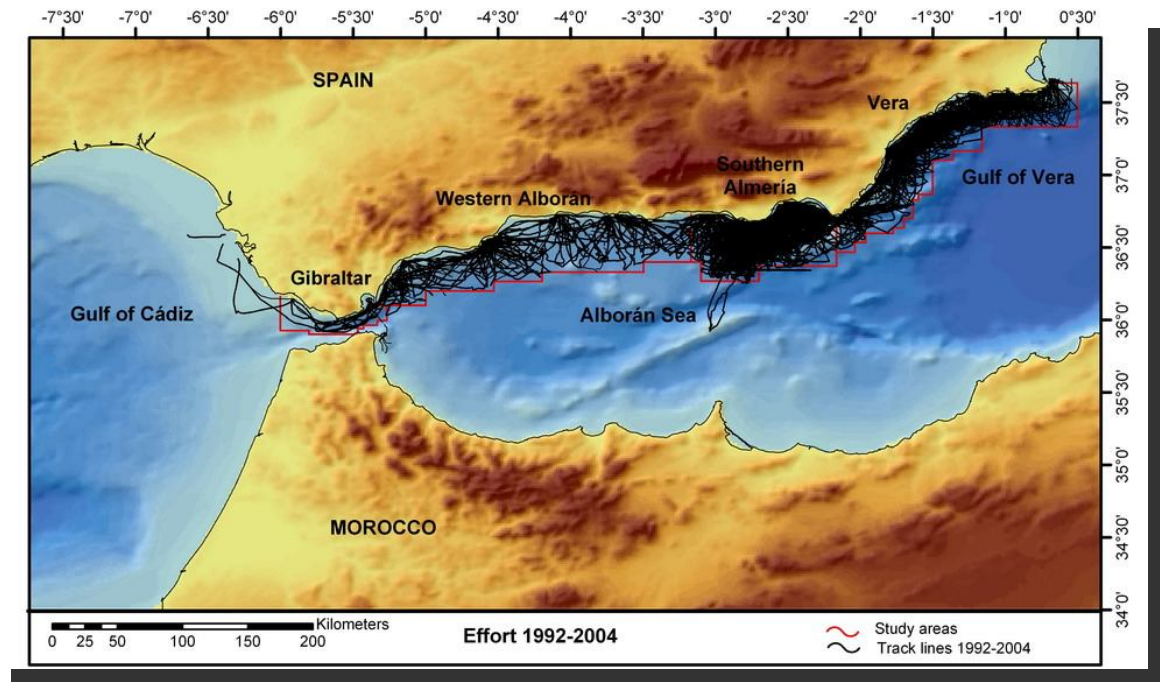 -7°30' -7°0' -6°30' -6°0' -5°30' -5°0' -4°30' -4°0' -3°30' -3°0' -2°30' -2°0' -1°30' -1°0' 0°30'
SPAIN
Vera
37°30'
Southern
Almería
Gulf of Vera
37°0'
Western Alborán
36°30'
Gibraltar
Gulf of Cádiz
Alborán Sea
36°0'
35°30'
35°0'
MOROCCO
34°30'
34°0'
Kilometers
0 25 50 100 150 200
Effort 1992-2004
Study areas
Track lines 1992-2004